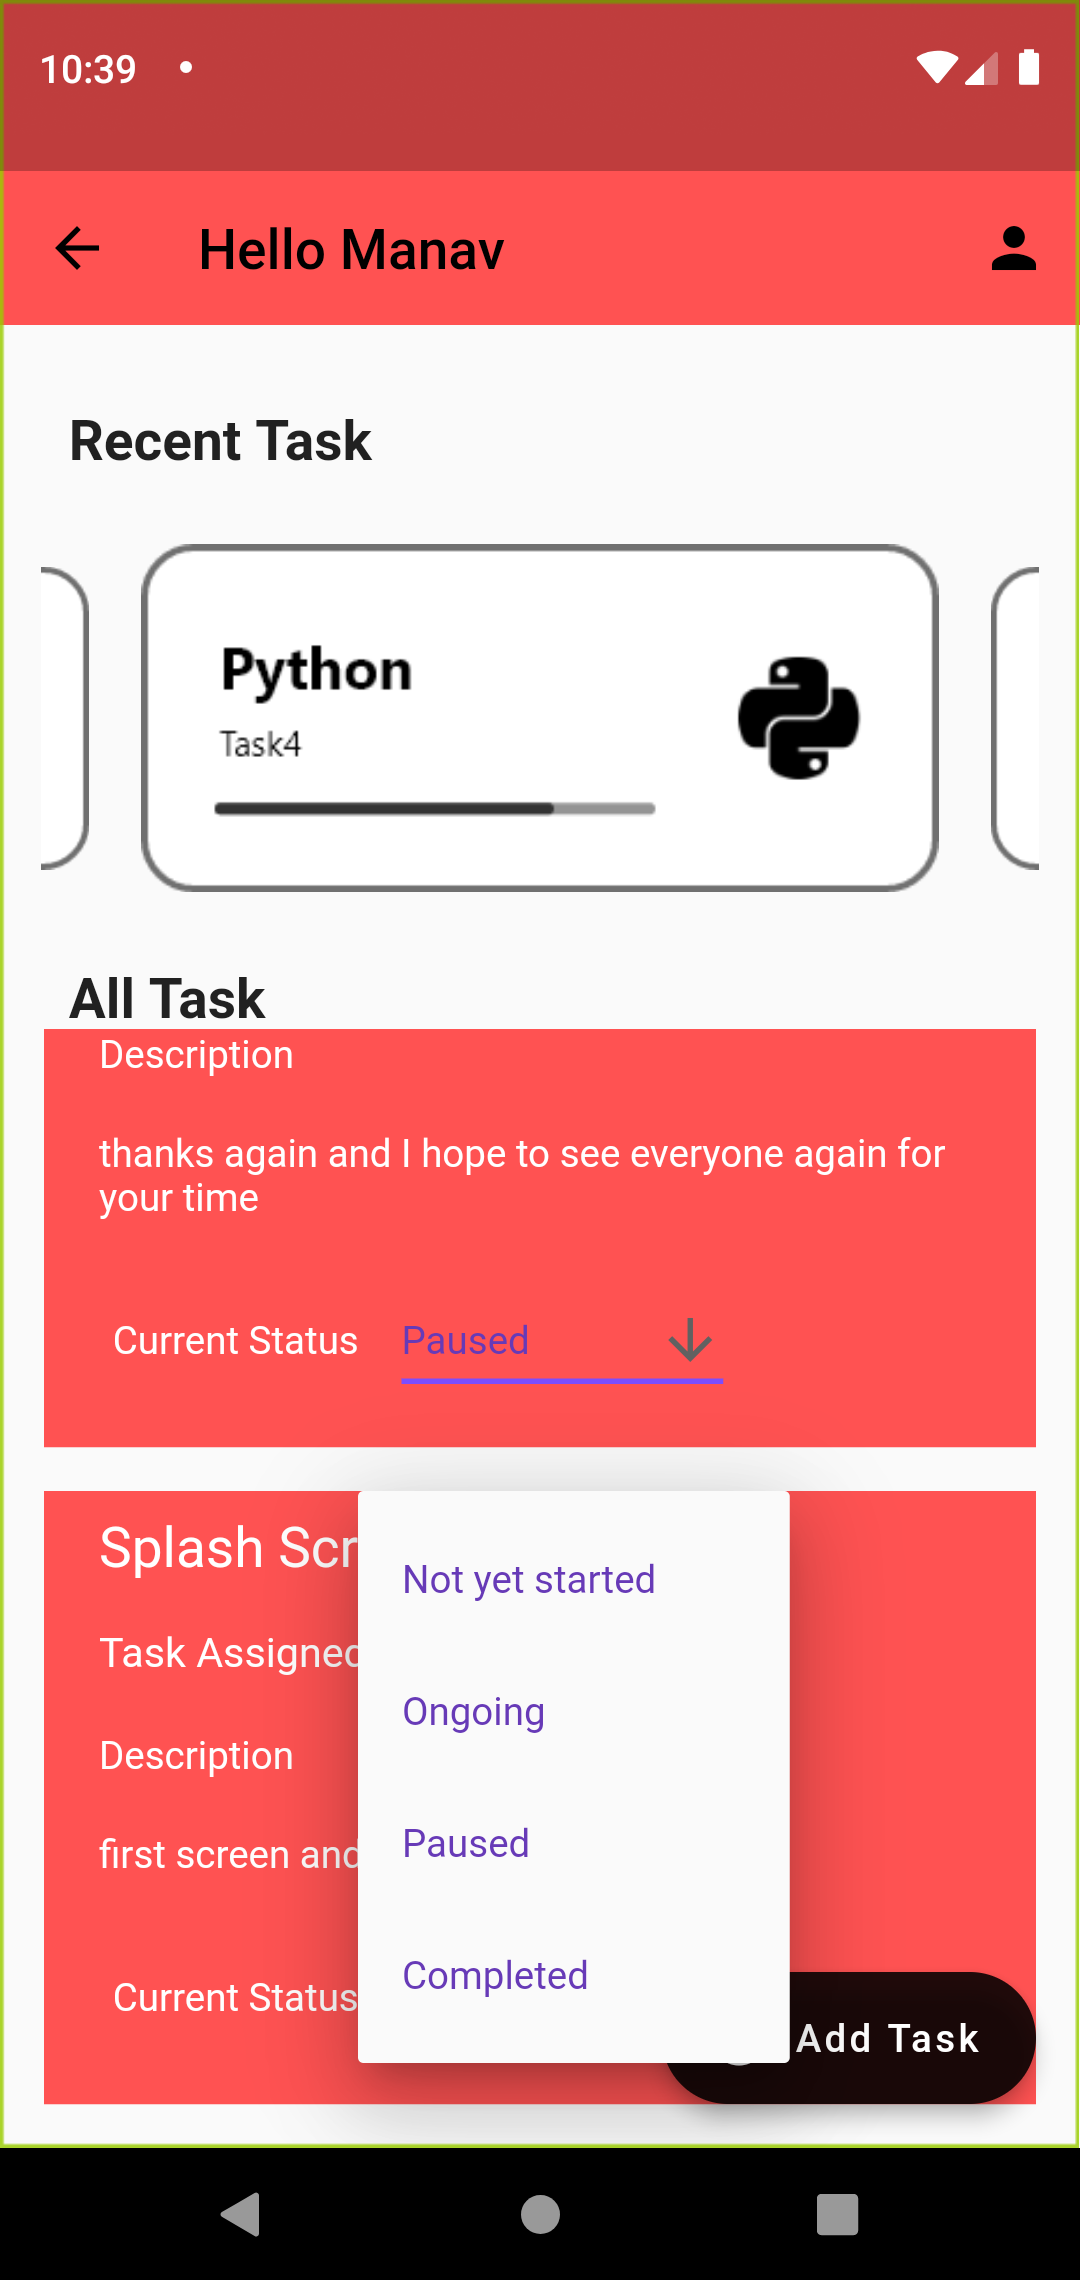 10:39
Hello Manav
Recent Task
Python
Task4
All Task
Description
thanks again and I hope to see everyone again for
your time
Current Status Paused
Splash Scr
Not yet started
Task Assigned
Ongoing
Description
Paused
first screen and
Completed
Current Status
Add Task